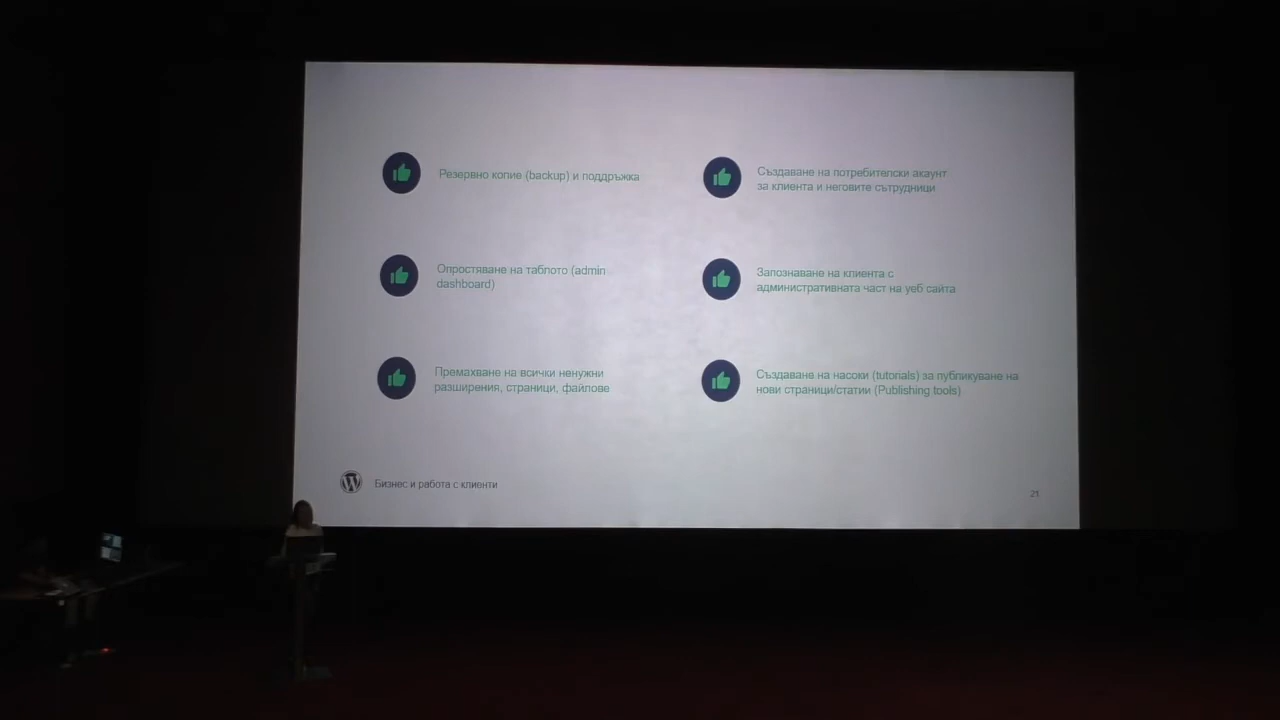 Резервно копие (backup) и поддръжка
Опростяване на таблото (admin
dashboard)
Премахване на всички ненужни
разширения, страници, файлове
Създаване на потребителски акаунт
за клиента и неговите сътрудници
Запознаване на клиента с
административната част на уеб сайта
Създаване на насоки (tutorials) за публикуване на
нови страници/статии (Publishing tools)
Бизнес и работа с клиенти
21